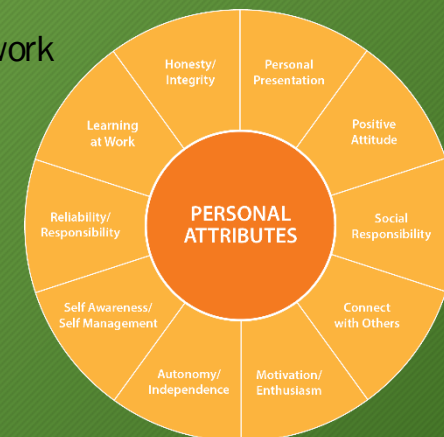 work
Honesty/
Integrity
Personal
Presentation
Positive
Attitude
Social
Responsibility
Connect
with Others
Motivation/
Enthusiasm
Autonomy/
Independence
Self Awareness/
Self Management
Reliability/
Responsibility
Learning
at Work
PERSONAL
ATTRIBUTES